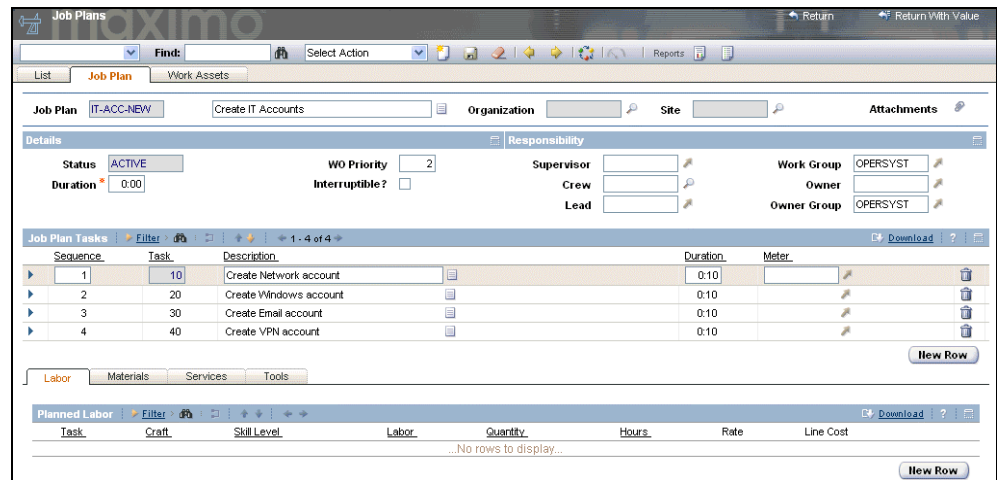 Job Plans
maximo
Return
Return With Value
Find:
Select Action
Reports
List
Job Plan
Work Assets
Job Plan IT-ACC-NEW Create IT Accounts Organization Site Attachments
Details Responsibility
Status ACTIVE WO Priority 2 Supervisor Work Group OPERSYST
Duration * 0:00 Interruptible? Crew Owner
Lead Owner Group OPERSYST
Job Plan Tasks Filter 1 - 4 of 4 Download ?
Sequence Task Description Duration Meter
1 10 Create Network account 0:10
2 20 Create Windows account 0:10
3 30 Create Email account 0:10
4 40 Create VPN account 0:10
New Row
Labor Materials Services Tools
Planned Labor Filter Download ?
Task Craft Skill Level Labor Quantity Hours Rate Line Cost
...No rows to display...
New Row